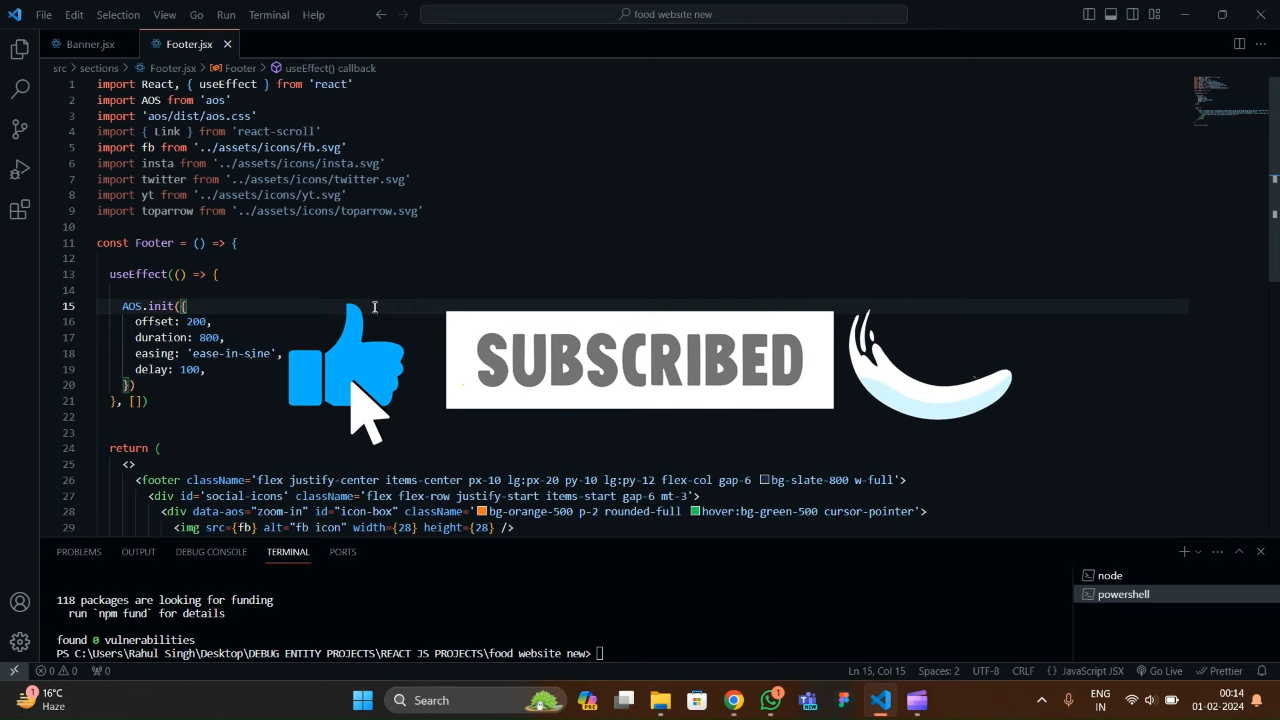 File Edit Selection View Go Run Terminal Help
food website new
Banner.jsx
Footer.jsx
src > sections > Footer.jsx > Footer > useEffect() callback
1 import React, { useEffect } from 'react'
2 import AOS from 'aos'
3 import 'aos/dist/aos.css'
4 import { Link } from 'react-scroll'
5 import fb from '../assets/icons/fb.svg'
6 import insta from '../assets/icons/insta.svg'
7 import twitter from '../assets/icons/twitter.svg'
8 import yt from '../assets/icons/yt.svg'
9 import toparrow from '../assets/icons/toparrow.svg'
10
11 const Footer = () => {
12
13 useEffect(() => {
14
15 AOS.init({
16 offset: 200,
17 duration: 800,
18 easing: 'ease-in-sine',
19 delay: 100,
20 })
21 }, [])
22
23
24 return (
25 <>
26 <footer className='flex justify-center items-center px-10 lg:px-20 py-10 lg:py-12 flex-col gap-6 bg-slate-800 w-full'>
27 <div id='social-icons' className='flex flex-row justify-start items-start gap-6 mt-3'>
28 <div data-aos="zoom-in" id="icon-box" className='bg-orange-500 p-2 rounded-full hover:bg-green-500 cursor-pointer'>
29 <img src={fb} alt="fb icon" width={28} height={28} />
SUBSCRIBED
PROBLEMS OUTPUT DEBUG CONSOLE TERMINAL PORTS
node
powershell
118 packages are looking for funding
run `npm fund` for details
found 0 vulnerabilities
PS C:\Users\Rahul Singh\Desktop\DEBUG ENTITY PROJECTS\REACT JS PROJECTS\food website new>
0 0 0 Ln 15, Col 15 Spaces: 2 UTF-8 CRLF { } JavaScript JSX Go Live Prettier
1
16°C
Haze
Search
PRE
NEW
1
ENG
IN
00:14
01-02-2024